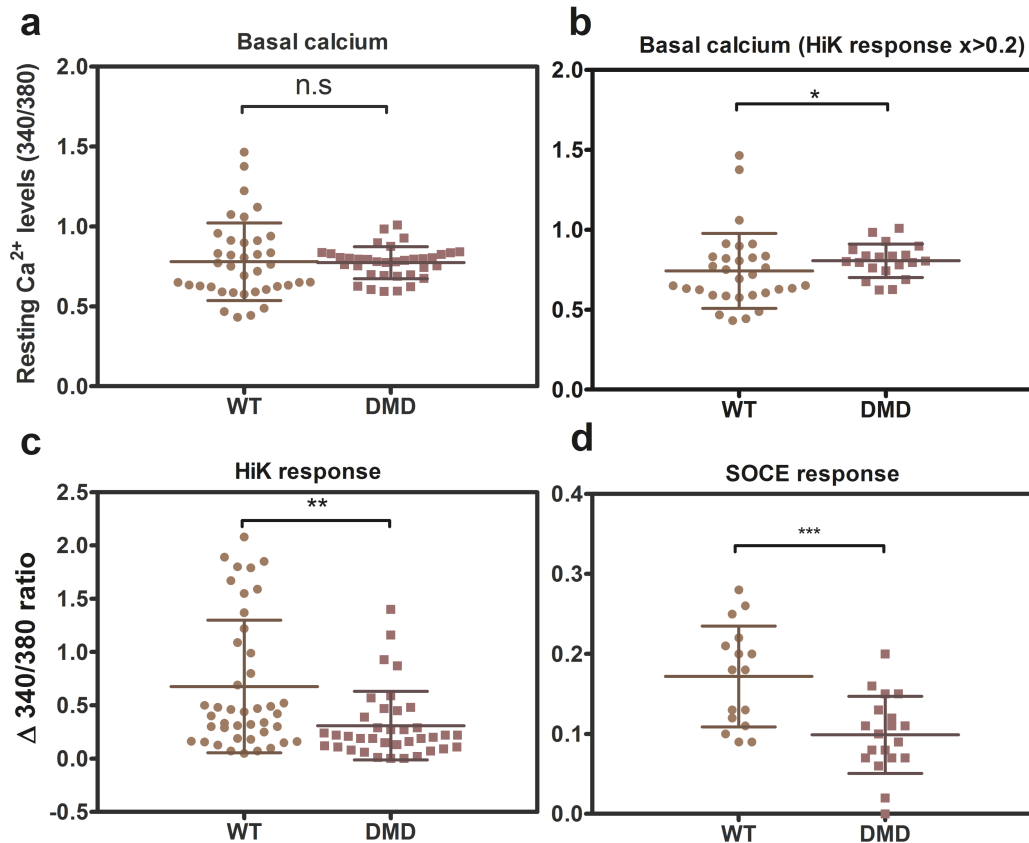 a
Basal calcium
Resting Ca²⁺ levels (340/380)
2.0
1.5
1.0
0.5
0.0
n.s
WT
DMD
b
Basal calcium (HiK response x>0.2)
2.0
1.5
1.0
0.5
0.0
*
WT
DMD
c
HiK response
Δ 340/380 ratio
2.5
2.0
1.5
1.0
0.5
0.0
-0.5
**
WT
DMD
d
SOCE response
0.4
0.3
0.2
0.1
0.0
***
WT
DMD